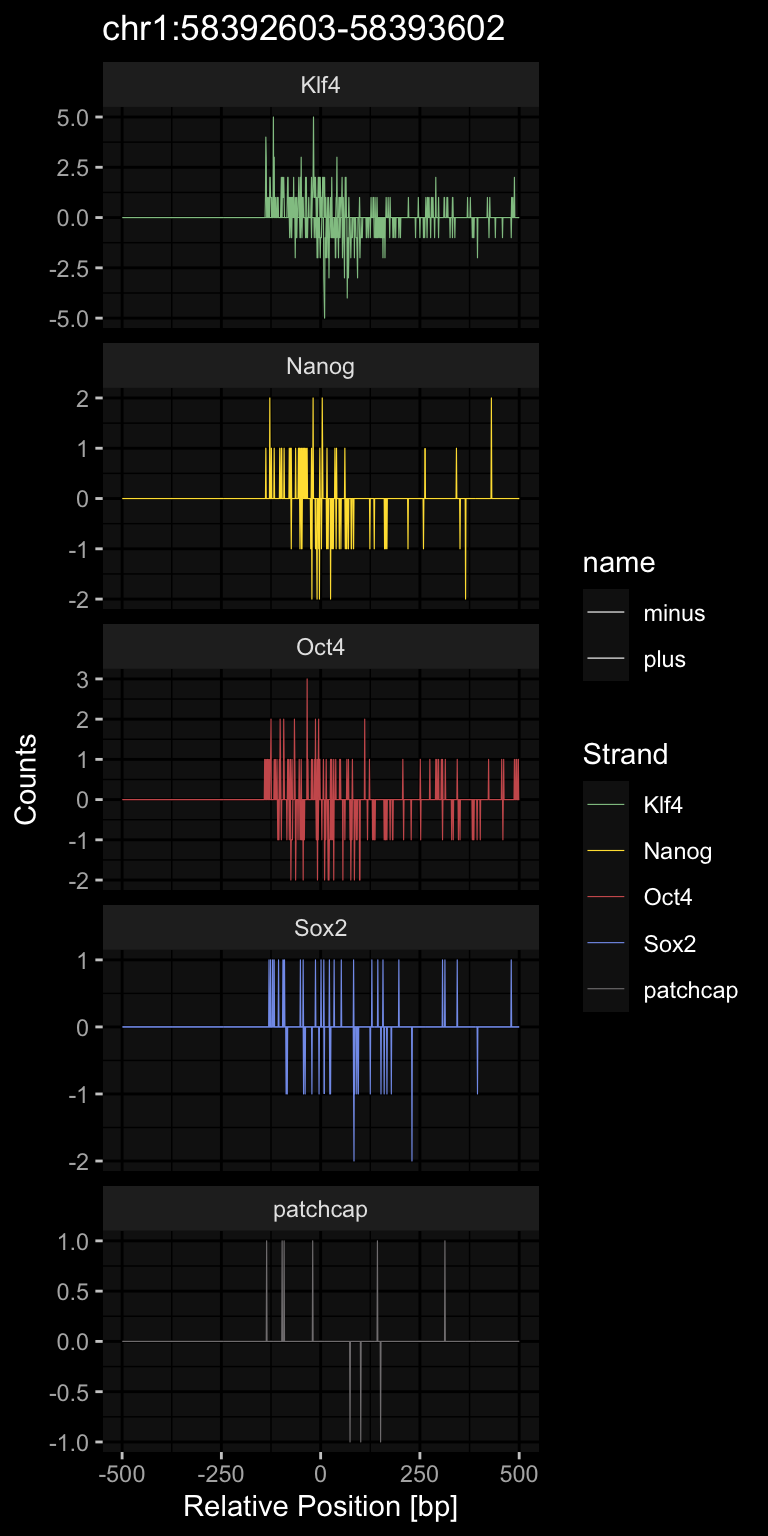 chr1:58392603-58393602
Klf4
5.0
2.5
0.0
-2.5
-5.0
Nanog
2
1
0
-1
-2
Oct4
3
2
1
0
-1
-2
Sox2
1
0
-1
-2
patchcap
1.0
0.5
0.0
-0.5
-1.0
-500 -250 0 250 500
Relative Position [bp]
Counts
name
minus
plus
Strand
Klf4
Nanog
Oct4
Sox2
patchcap